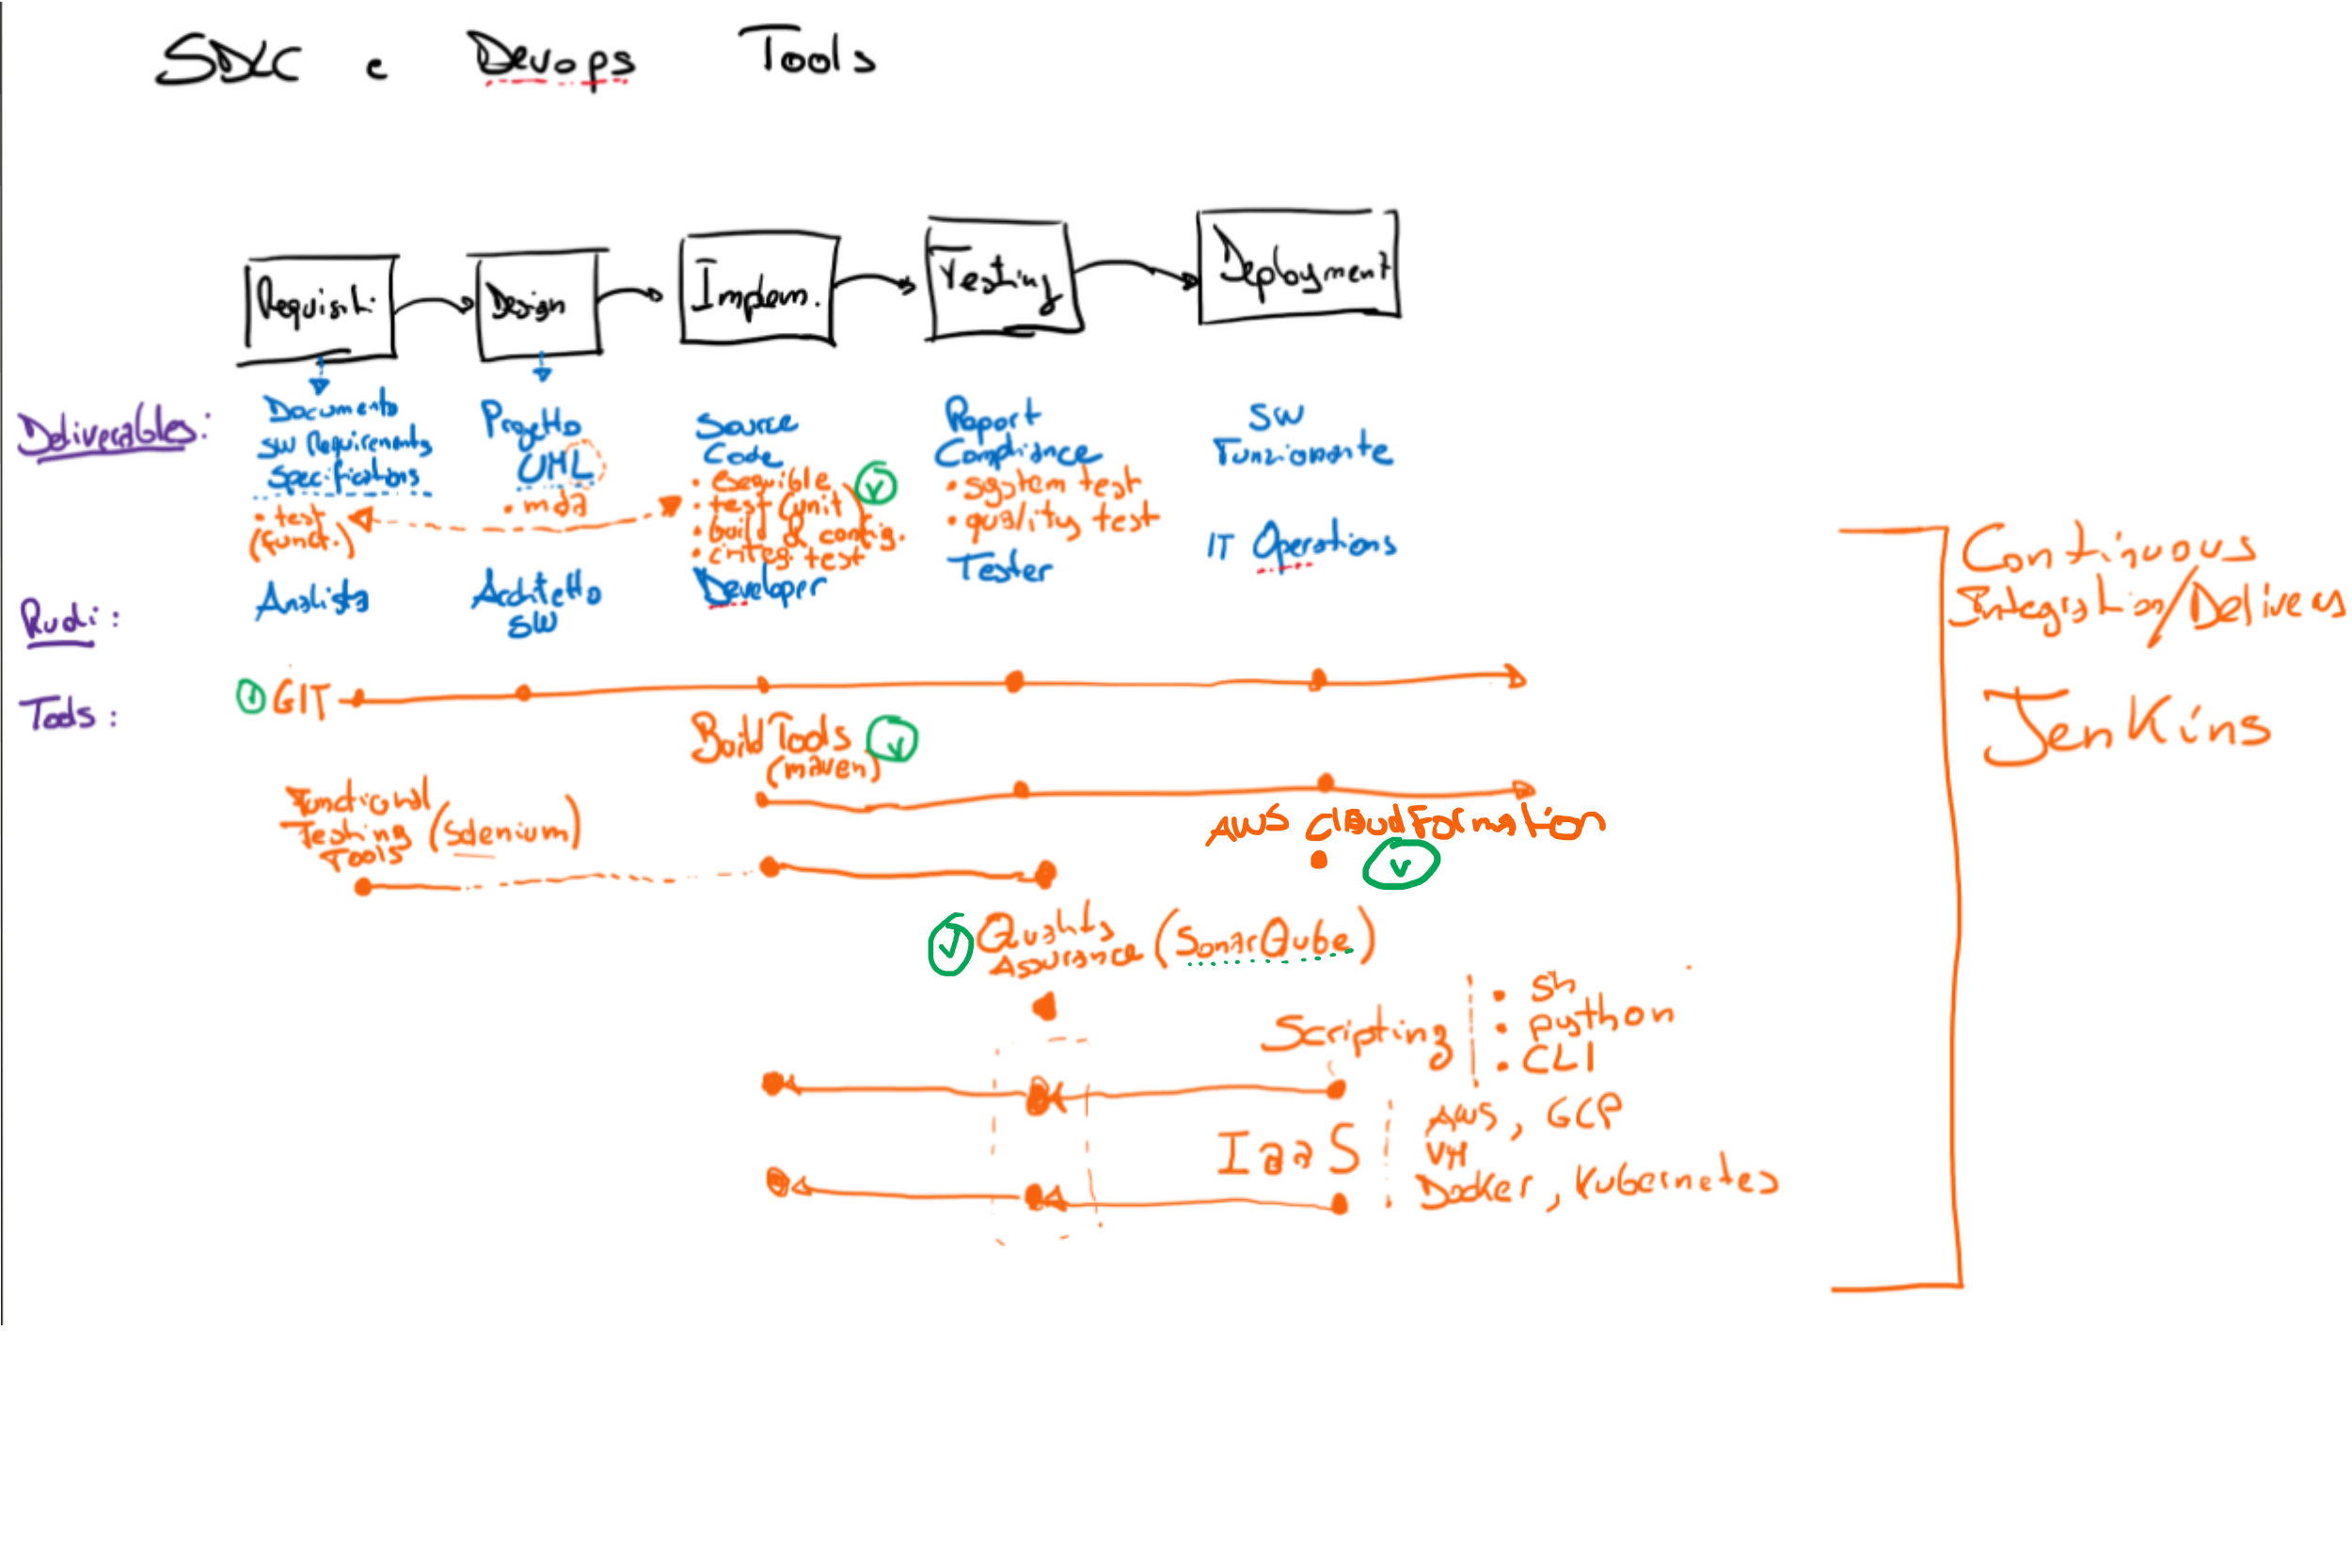 SDLC e Devops Tools
Requisiti
Design
Implem.
Testing
Deployment
Deliverables:
Documento
SW Requirements
Specifications
• test
(funct.)
Progetto
UML
• mda
Source
Code
• eseguible
• test unit
• build & config.
• integ. test
Report
Compliance
• system test
• quality test
SW
Funzionante
Ruoli:
Analista
Architetto
SW
Developer
Tester
IT Operations
Tools:
GIT
Build Tools
(maven)
Functional
Testing (Selenium)
Tools
AWS cloudformation
Quality
Assurance (SonarQube)
Scripting
• sh
• python
• CLI
IaaS
AWS, GCP
VM
Docker, Kubernetes
Continuous
Integration/Delivery
Jenkins